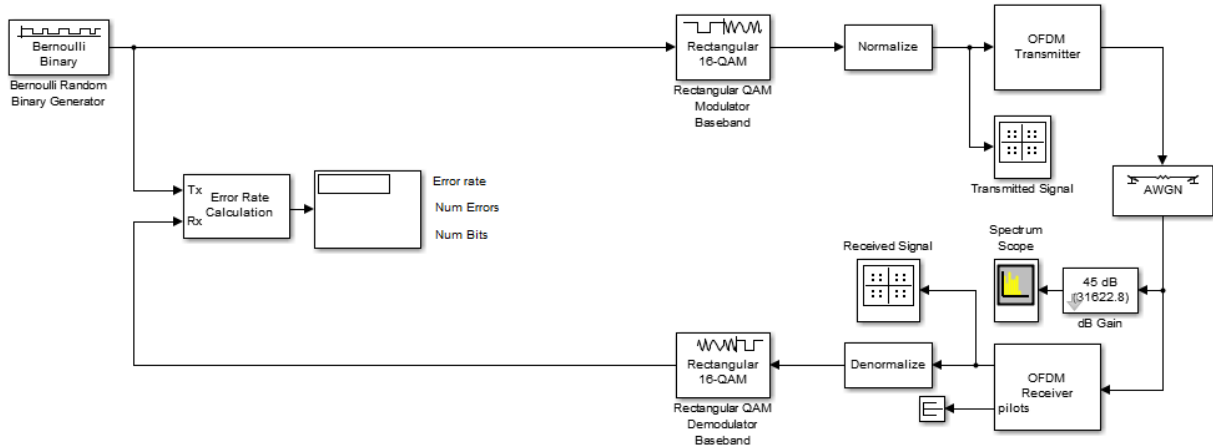 Bernoulli
Binary
Bernoulli Random
Binary Generator
Rectangular
16-QAM
Rectangular QAM
Modulator
Baseband
Normalize
OFDM
Transmitter
Transmitted Signal
AWGN
Tx
Rx
Error Rate
Calculation
Error rate
Num Errors
Num Bits
Received Signal
Spectrum
Scope
45 dB
(31622.8)
dB Gain
Rectangular
16-QAM
Rectangular QAM
Demodulator
Baseband
Denormalize
OFDM
Receiver
pilots